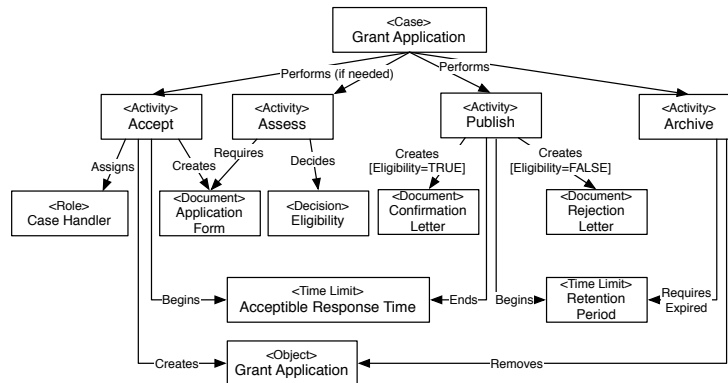 <Case>
Grant Application
Performs (if needed)
Performs
<Activity>
Accept
<Activity>
Assess
<Activity>
Publish
<Activity>
Archive
Assigns
Creates
Requires
Decides
Creates
[Eligibility=TRUE]
Creates
[Eligibility=FALSE]
<Role>
Case Handler
<Document>
Application
Form
<Decision>
Eligibility
<Document>
Confirmation
Letter
<Document>
Rejection
Letter
Begins
<Time Limit>
Acceptible Response Time
Ends
Begins
<Time Limit>
Retention
Period
Requires
Expired
Creates
<Object>
Grant Application
Removes